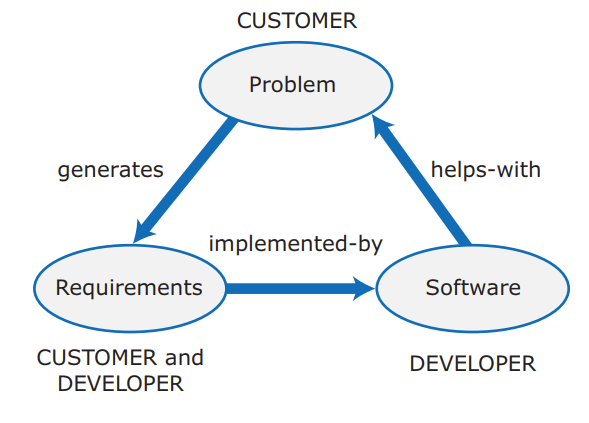 CUSTOMER
Problem
generates
helps-with
implemented-by
Requirements
Software
CUSTOMER and
DEVELOPER
DEVELOPER